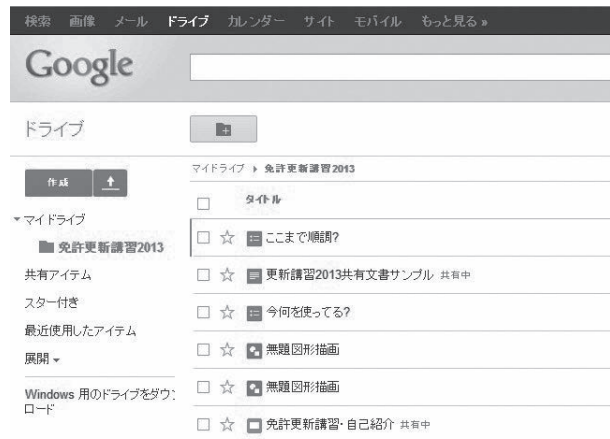 検索 画像 メール ドライブ カレンダー サイト モバイル もっと見る »
Google
ドライブ
作成
マイドライブ
免許更新講習2013
共有アイテム
スター付き
最近使用したアイテム
展開
Windows 用のドライブをダウン
ロード
マイドライブ 免許更新講習2013
タイトル
ここまで順調?
更新講習2013共有文書サンプル 共有中
今何を使ってる?
無題図形描画
無題図形描画
免許更新講習・自己紹介 共有中